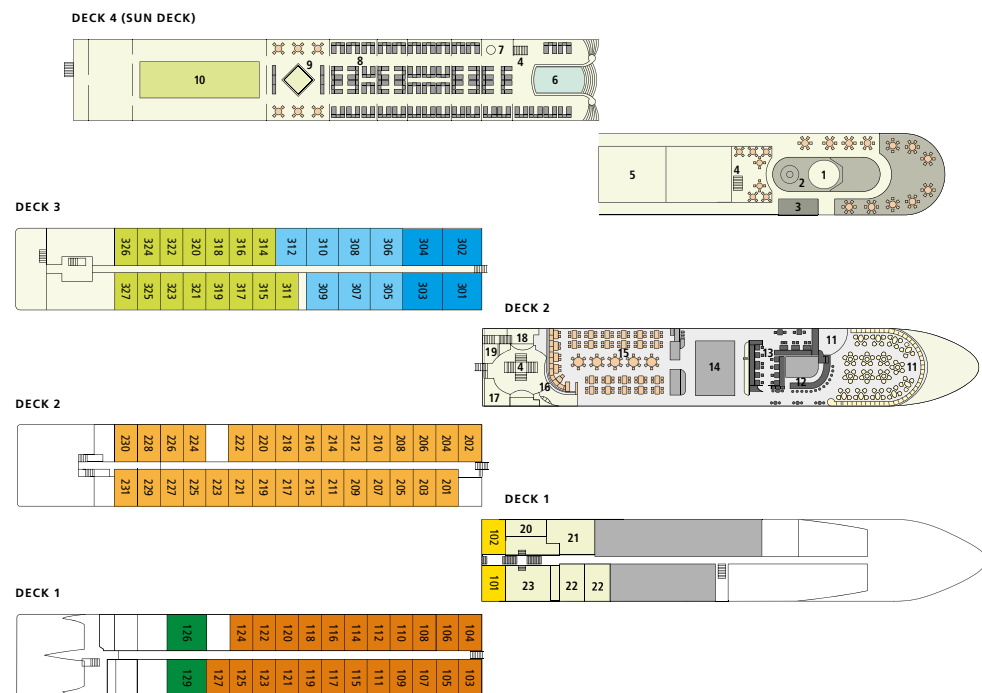 DECK 4 (SUN DECK)
10 9 8 7 4 6
5 4 2 1 3
DECK 3
326 324 322 320 318 316 314 312 310 308 306 304 302
327 325 323 321 319 317 315 311 309 307 305 303 301
DECK 2
18 19 4 17 16 15 14 13 12 11 11
DECK 2
230 228 226 224 222 220 218 216 214 212 210 208 206 204 202
231 229 227 225 223 221 219 217 215 211 209 207 205 203 201
DECK 1
102 20 21
101 23 22 22
DECK 1
126 124 122 120 118 116 114 112 110 108 106 104
129 127 125 123 121 119 117 115 111 109 107 105 103